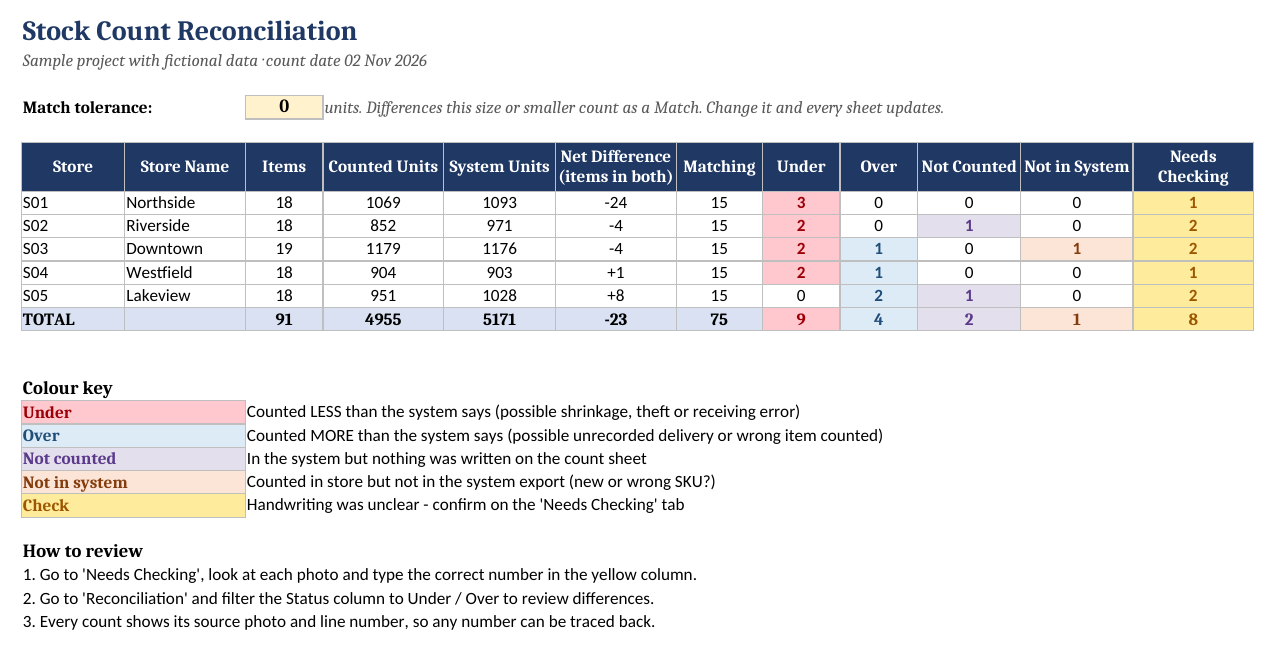 Stock Count Reconciliation
Sample project with fictional data · count date 02 Nov 2026
Match tolerance: 0 units. Differences this size or smaller count as a Match. Change it and every sheet updates.
Store Store Name Items Counted Units System Units Net Difference (items in both) Matching Under Over Not Counted Not in System Needs Checking
S01 Northside 18 1069 1093 -24 15 3 0 0 0 1
S02 Riverside 18 852 971 -4 15 2 0 1 0 2
S03 Downtown 19 1179 1176 -4 15 2 1 0 1 2
S04 Westfield 18 904 903 +1 15 2 1 0 0 1
S05 Lakeview 18 951 1028 +8 15 0 2 1 0 2
TOTAL 91 4955 5171 -23 75 9 4 2 1 8
Colour key
Under Counted LESS than the system says (possible shrinkage, theft or receiving error)
Over Counted MORE than the system says (possible unrecorded delivery or wrong item counted)
Not counted In the system but nothing was written on the count sheet
Not in system Counted in store but not in the system export (new or wrong SKU?)
Check Handwriting was unclear - confirm on the 'Needs Checking' tab
How to review
1. Go to 'Needs Checking', look at each photo and type the correct number in the yellow column.
2. Go to 'Reconciliation' and filter the Status column to Under / Over to review differences.
3. Every count shows its source photo and line number, so any number can be traced back.